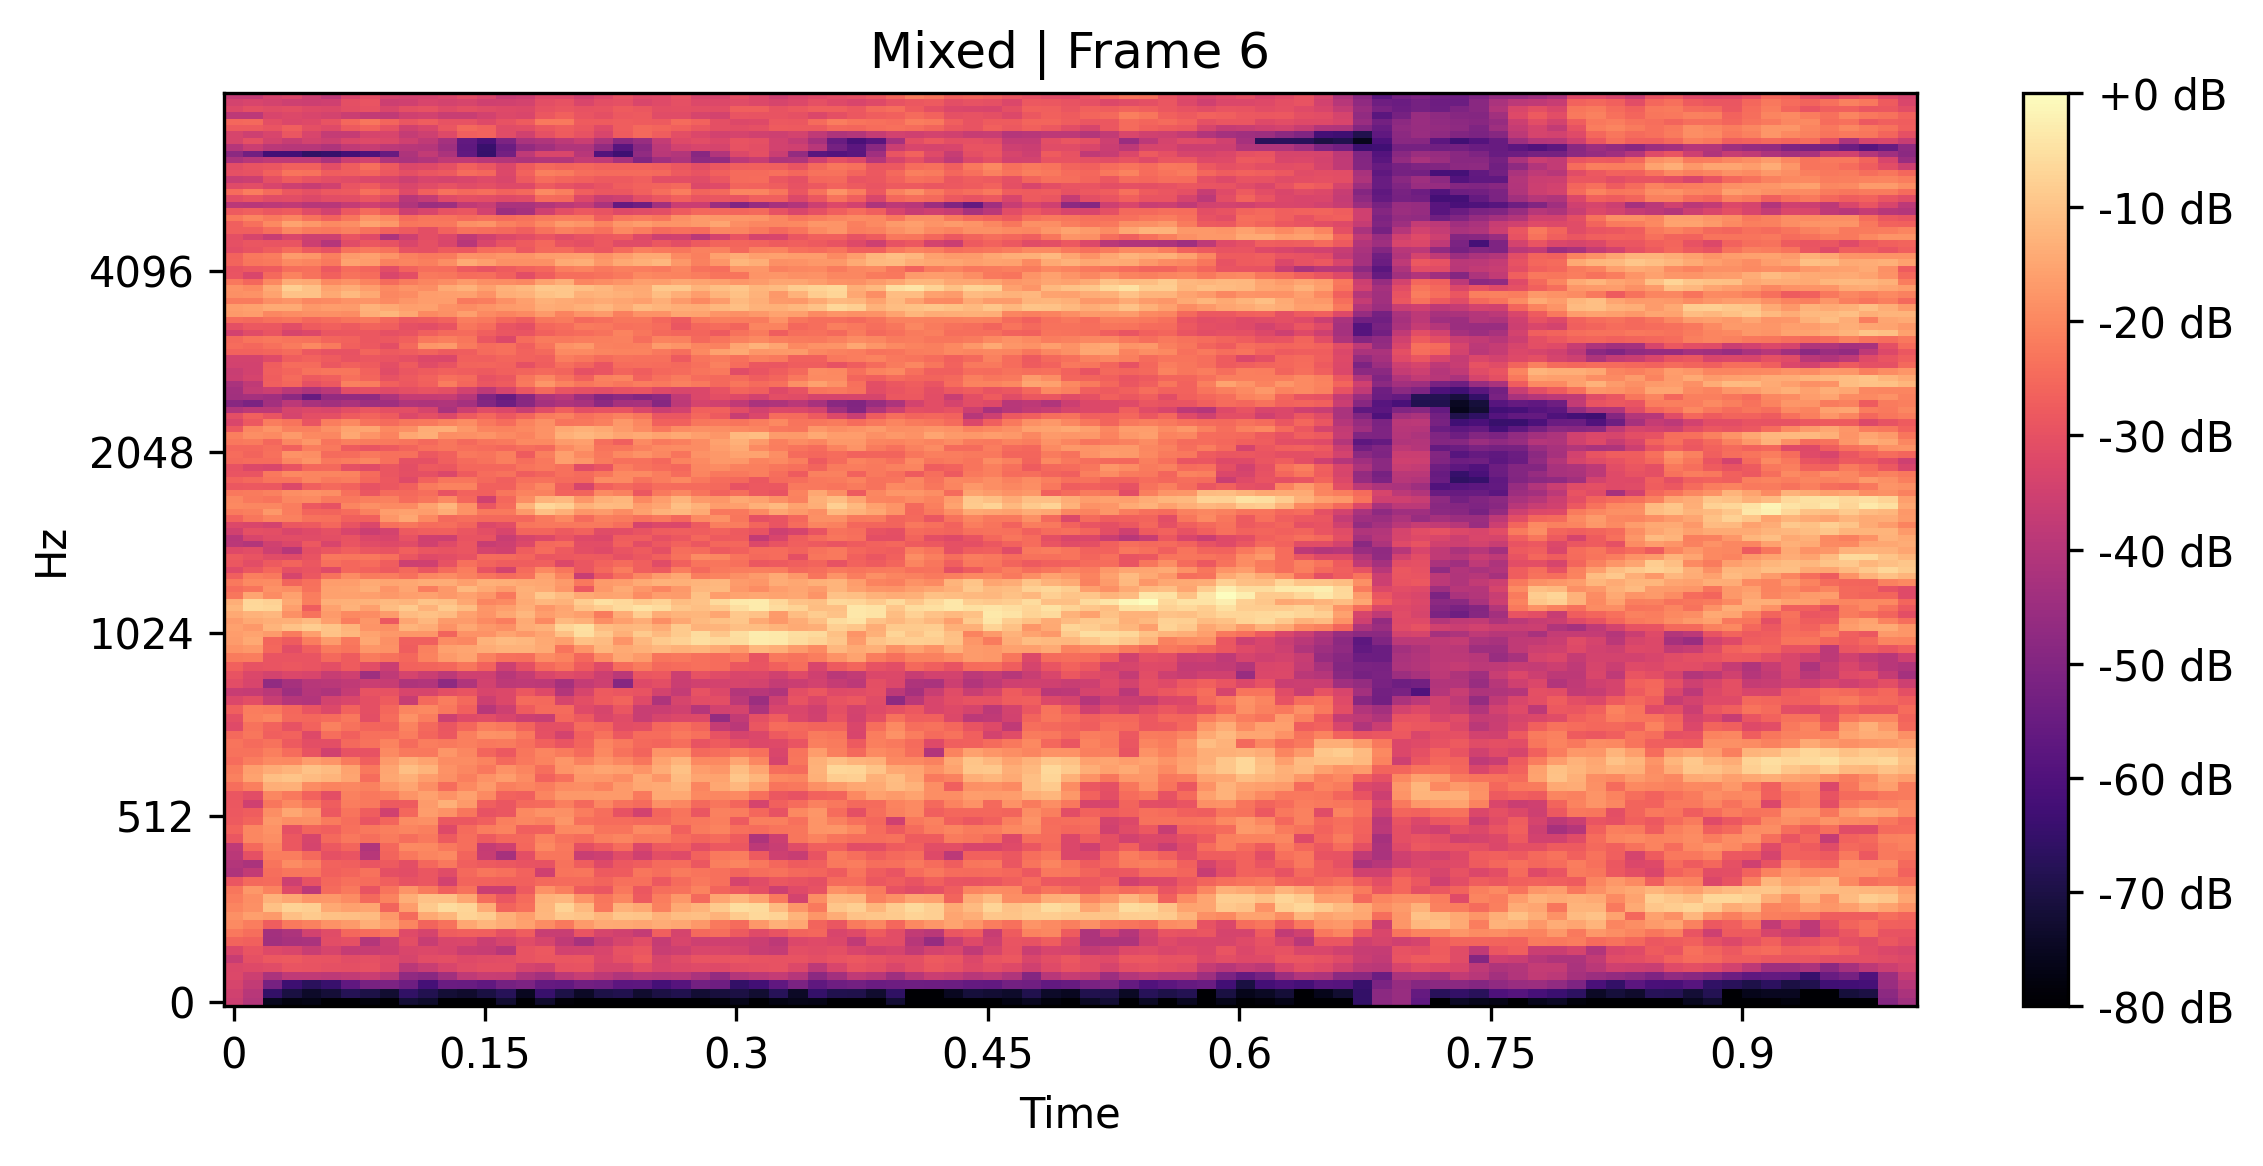 Mixed | Frame 6
+0 dB
-10 dB
-20 dB
-30 dB
-40 dB
-50 dB
-60 dB
-70 dB
-80 dB
Hz
4096
2048
1024
512
0
0 0.15 0.3 0.45 0.6 0.75 0.9
Time